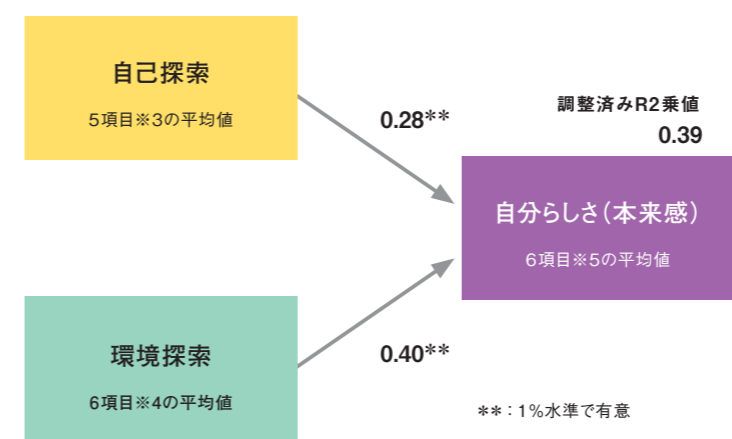 自己探索
5項目※3の平均値
0.28**
調整済みR2乗値
0.39
自分らしさ(本来感)
6項目※5の平均値
環境探索
6項目※4の平均値
0.40**
**：1%水準で有意